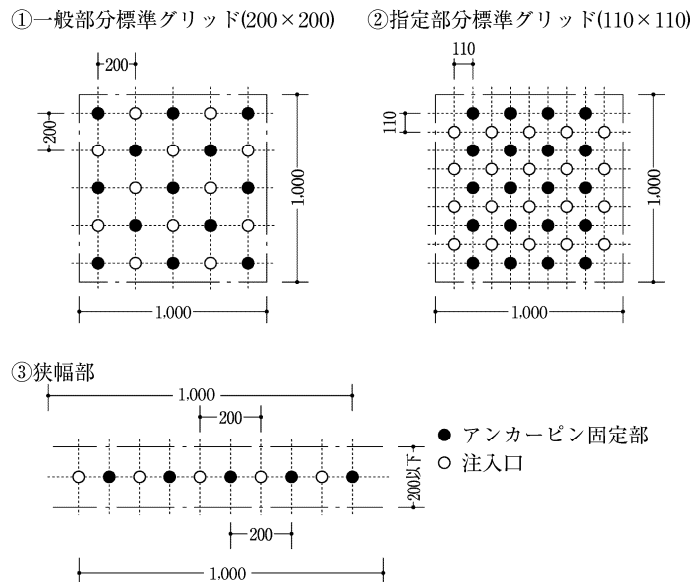 ①一般部分標準グリッド(200×200)
②指定部分標準グリッド(110×110)
200
200
1,000
1,000
110
110
1,000
1,000
③狭幅部
1,000
200
200以下
200
1,000
● アンカーピン固定部
○ 注入口